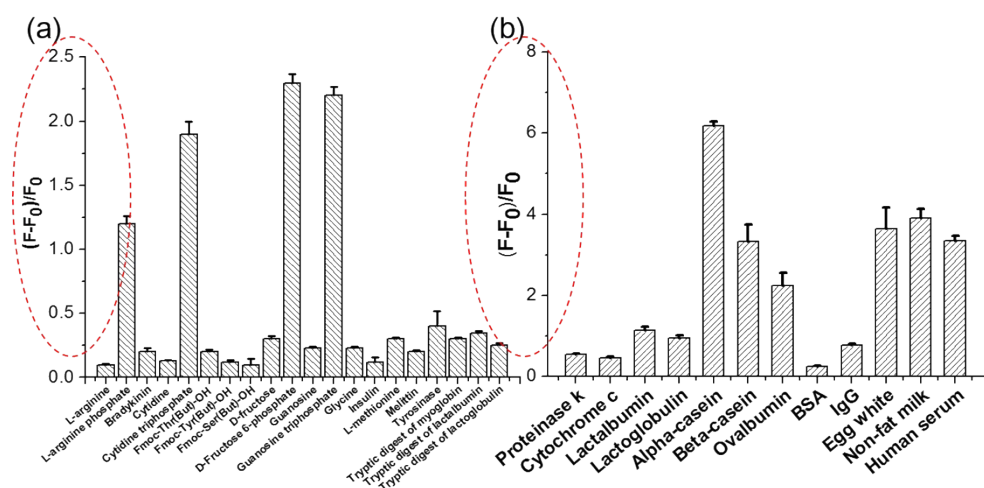 (a)
2.5
2.0
1.5
1.0
0.5
0.0
(F-F0)/F0
L-arginine
L-arginine phosphate
Bradykinin
Cytidine
Cytidine triphosphate
Fmoc-Thr(But)-OH
Fmoc-Tyr(But)-OH
Fmoc-Ser(But)-OH
D-fructose
D-Fructose 6-phosphate
Guanosine
Guanosine triphosphate
Glycine
Insulin
L-methionine
Melittin
Tyrosinase
Tryptic digest of myoglobin
Tryptic digest of lactalbumin
Tryptic digest of lactoglobulin
(b)
8
6
4
2
0
(F-F0)/F0
Proteinase k
Cytochrome c
Lactalbumin
Lactoglobulin
Alpha-casein
Beta-casein
Ovalbumin
BSA
IgG
Egg white
Non-fat milk
Human serum